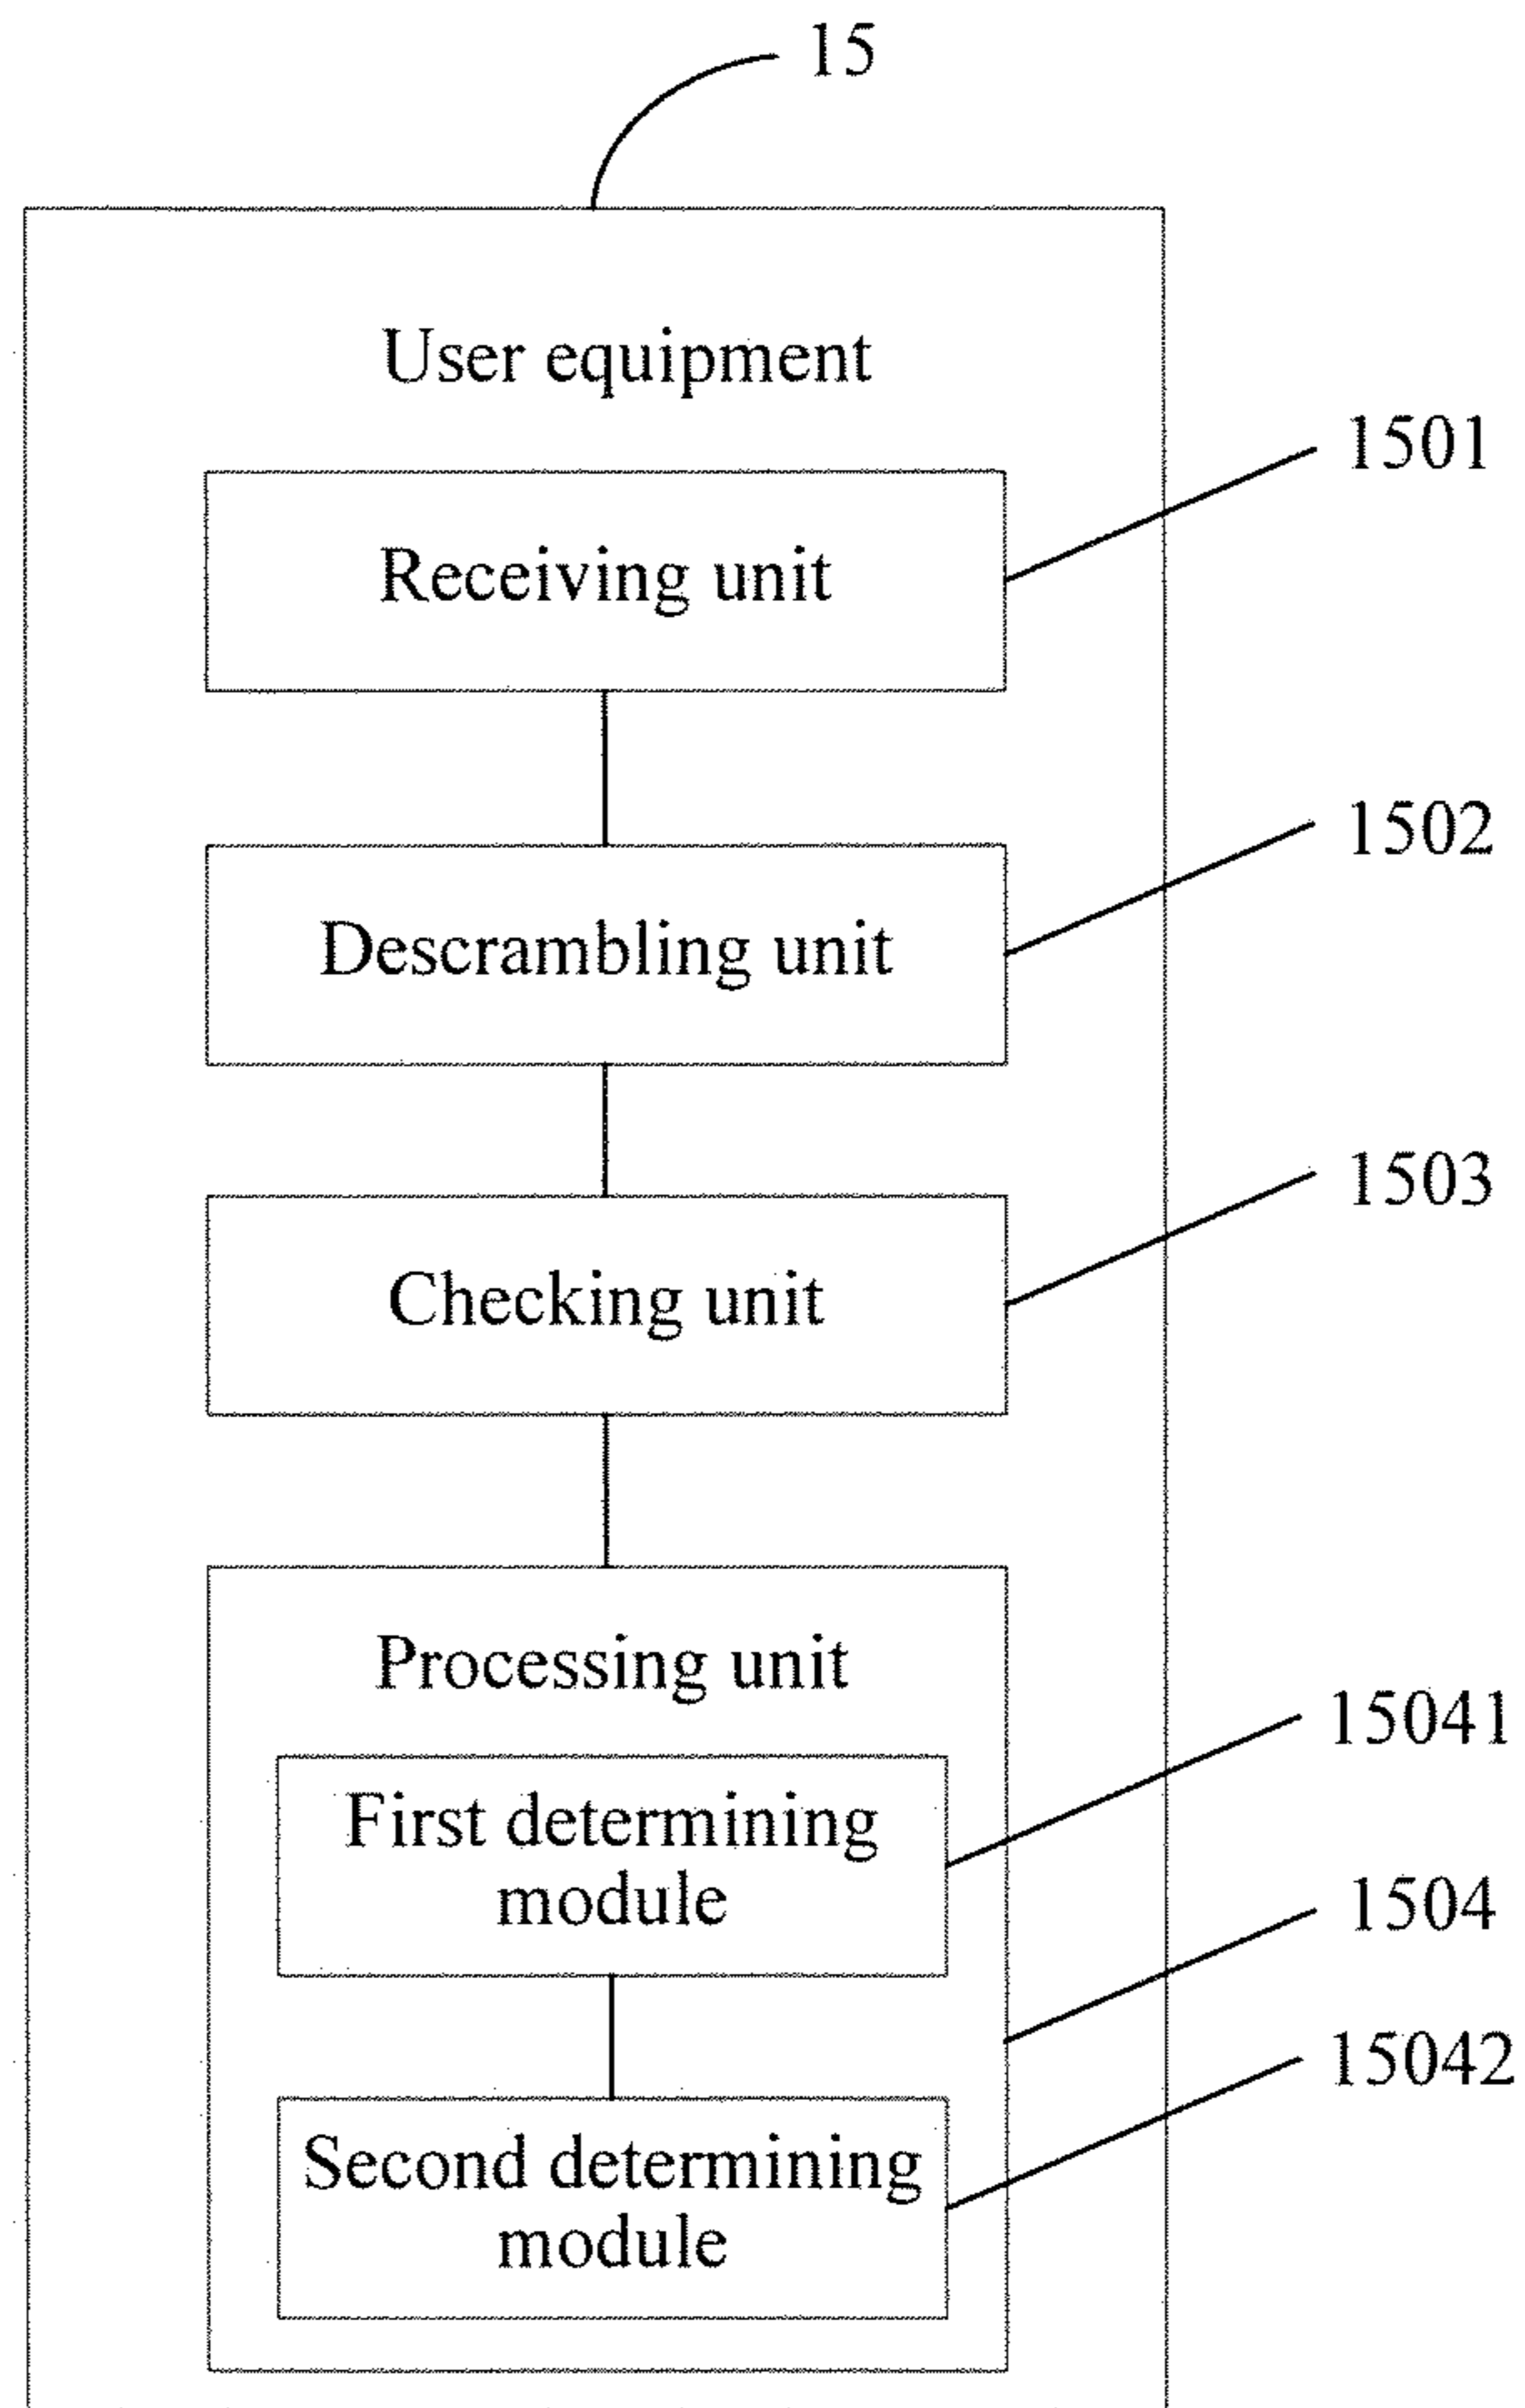 15
User equipment
1501
Receiving unit
1502
Descrambling unit
1503
Checking unit
Processing unit
15041
First determining
module
1504
15042
Second determining
module